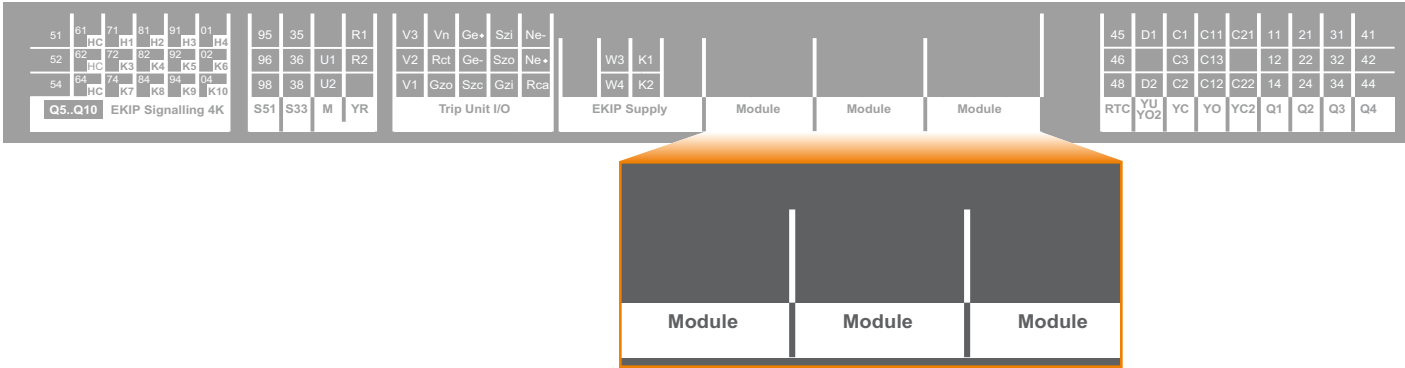 51 61 HC 71 H1 81 H2 91 H3 01 H4 95 35 R1 V3 Vn Ge+ Szi Ne- 45 D1 C1 C11 C21 11 21 31 41
52 62 HC 72 K3 82 K4 92 K5 02 K6 96 36 U1 R2 V2 Rct Ge- Szo Ne+ W3 K1 46 C3 C13 12 22 32 42
54 64 HC 74 K7 84 K8 94 K9 04 K10 98 38 U2 V1 Gzo Szc Gzi Rca W4 K2 48 D2 C2 C12 C22 14 24 34 44
Q5..Q10 EKIP Signalling 4K S51 S33 M YR Trip Unit I/O EKIP Supply Module Module Module RTC YU YO2 YC YO YC2 Q1 Q2 Q3 Q4
Module Module Module